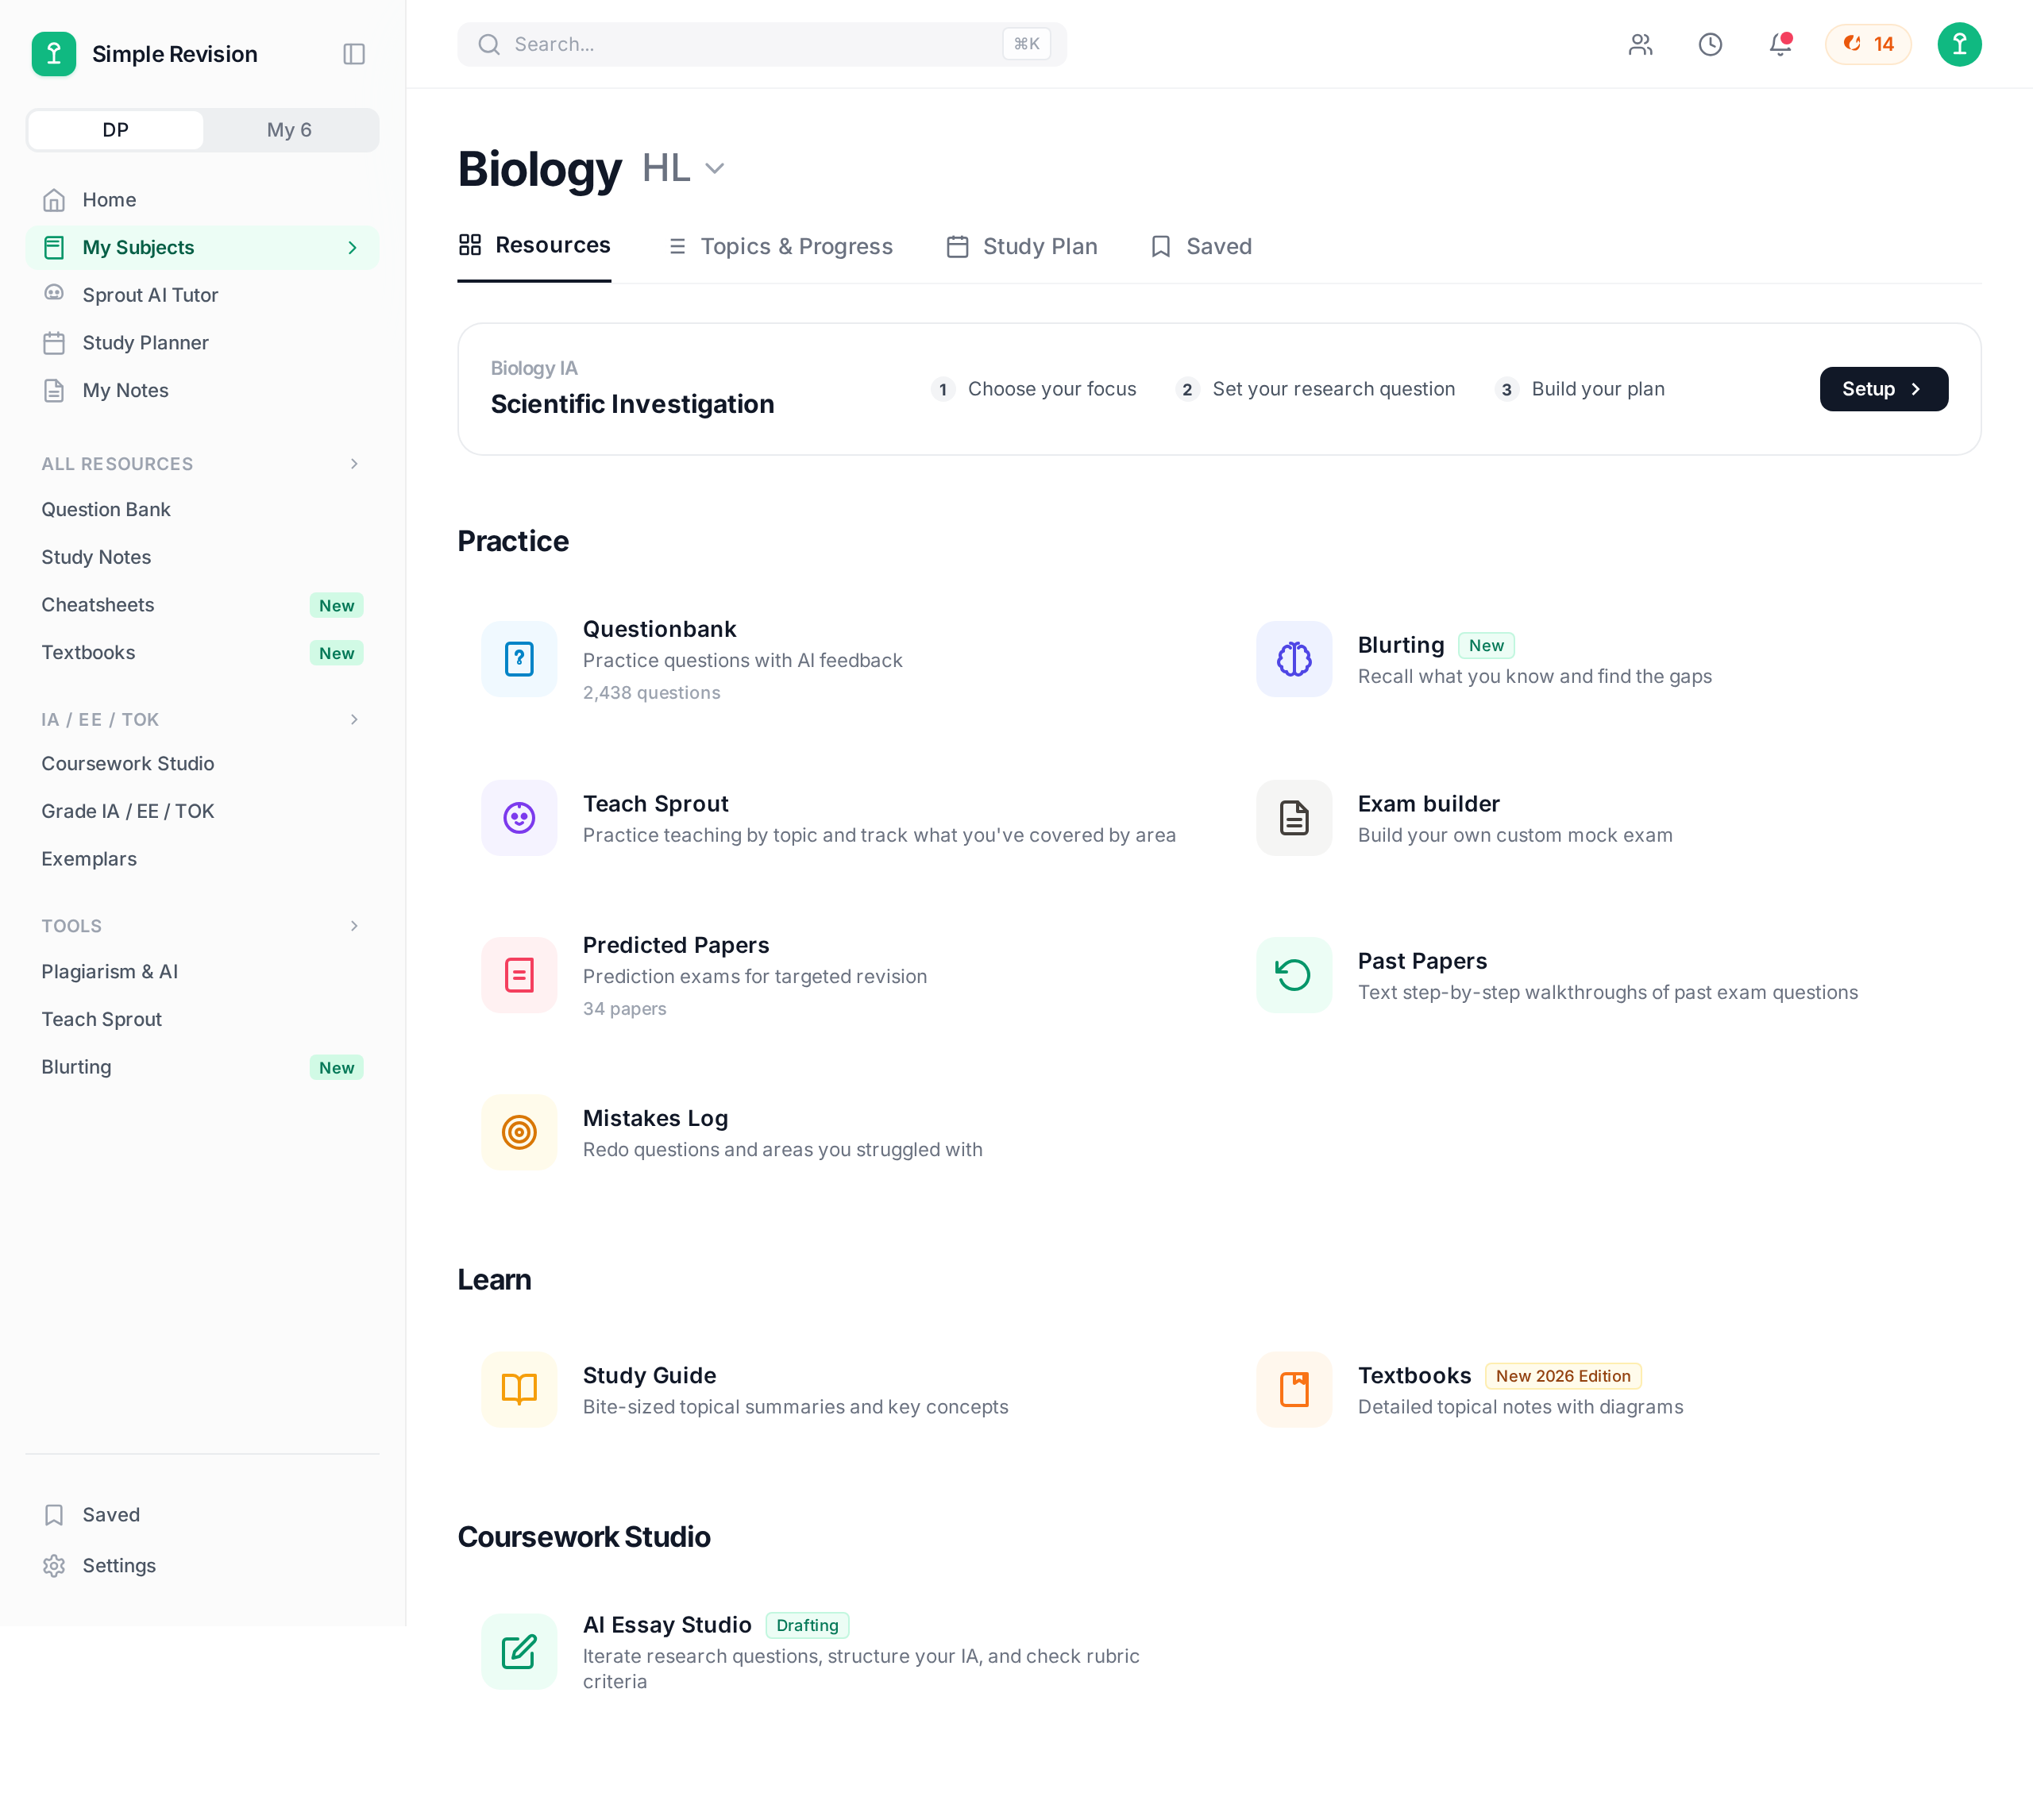 Simple Revision
DP
My 6
Home
My Subjects
Sprout AI Tutor
Study Planner
My Notes
ALL RESOURCES
Question Bank
Study Notes
Cheatsheets New
Textbooks New
IA / EE / TOK
Coursework Studio
Grade IA / EE / TOK
Exemplars
TOOLS
Plagiarism & AI
Teach Sprout
Blurting New
Saved
Settings
Search... ⌘K
14
Biology HL
Resources
Topics & Progress
Study Plan
Saved
Biology IA
Scientific Investigation
1 Choose your focus
2 Set your research question
3 Build your plan
Setup
Practice
Questionbank
Practice questions with AI feedback
2,438 questions
Blurting New
Recall what you know and find the gaps
Teach Sprout
Practice teaching by topic and track what you've covered by area
Exam builder
Build your own custom mock exam
Predicted Papers
Prediction exams for targeted revision
34 papers
Past Papers
Text step-by-step walkthroughs of past exam questions
Mistakes Log
Redo questions and areas you struggled with
Learn
Study Guide
Bite-sized topical summaries and key concepts
Textbooks New 2026 Edition
Detailed topical notes with diagrams
Coursework Studio
AI Essay Studio Drafting
Iterate research questions, structure your IA, and check rubric
criteria